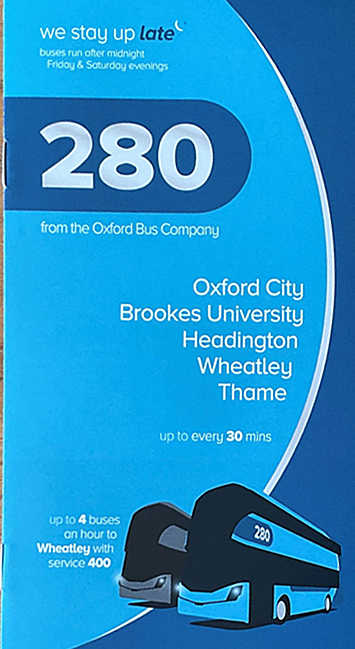 we stay up late
buses run after midnight
Friday & Saturday evenings
280
from the Oxford Bus Company
Oxford City
Brookes University
Headington
Wheatley
Thame
up to every 30 mins
up to 4 buses
an hour to
Wheatley with
service 400
280